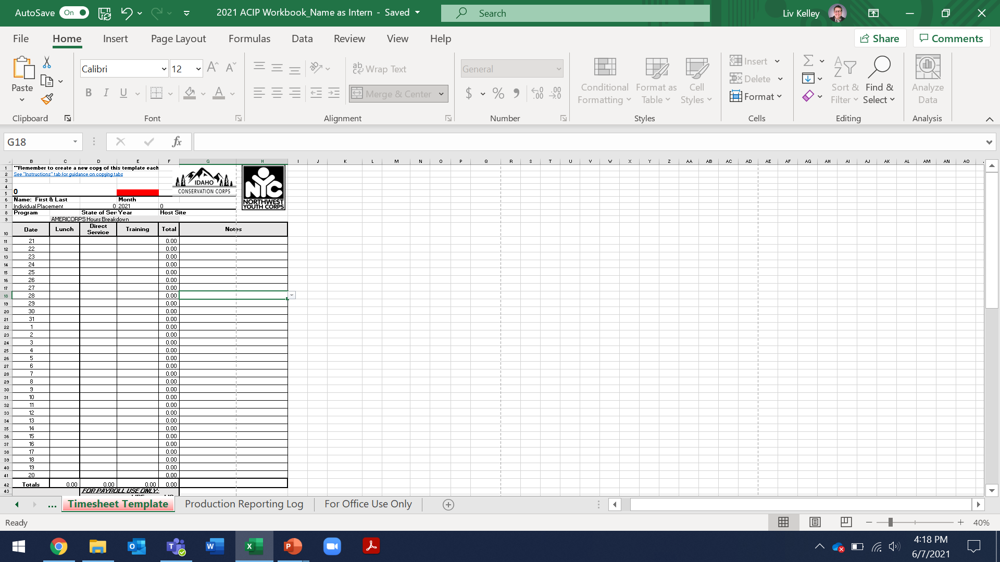 AutoSave On 2021 ACIP Workbook_Name as Intern - Saved Search Liv Kelley
File Home Insert Page Layout Formulas Data Review View Help Share Comments
Calibri 12 ab Wrap Text General Insert Σ
Paste B I U Merge & Center $ % Conditional Formatting Format as Table Cell Styles Delete Format Sort & Filter Find & Select Analyze Data
Clipboard Font Alignment Number Styles Cells Editing Analysis
G18 fx
B C D E F G H I J K L M N O P Q R S T U V W X Y Z AA AB AC AD AE AF AG AH AI AJ AK AL AM AN AO
1 **Remember to create a new copy of this template each
2 See "Instructions" tab for guidance on copying tabs
3
4
5 0
IDAHO
CONSERVATION CORPS
NYC
NORTHWEST
YOUTH CORPS
6 Name: First & Last Month
7 Individual Placement 0 2021 0
8 Program State of Ser Year Host Site
9 AMERICORPS Hours Breakdown
10 Date Lunch Direct Service Training Total Notes
11 21 0.00
12 22 0.00
13 23 0.00
14 24 0.00
15 25 0.00
16 26 0.00
17 27 0.00
18 28 0.00
19 29 0.00
20 30 0.00
21 31 0.00
22 1 0.00
23 2 0.00
24 3 0.00
25 4 0.00
26 5 0.00
27 6 0.00
28 7 0.00
29 8 0.00
30 9 0.00
31 10 0.00
32 11 0.00
33 12 0.00
34 13 0.00
35 14 0.00
36 15 0.00
37 16 0.00
38 17 0.00
39 18 0.00
40 19 0.00
41 20 0.00
42 Totals 0.00 0.00 0.00 0.00
43 FOR PAYROLL USE ONLY:
... Timesheet Template Production Reporting Log For Office Use Only
Ready 40%
4:18 PM
6/7/2021